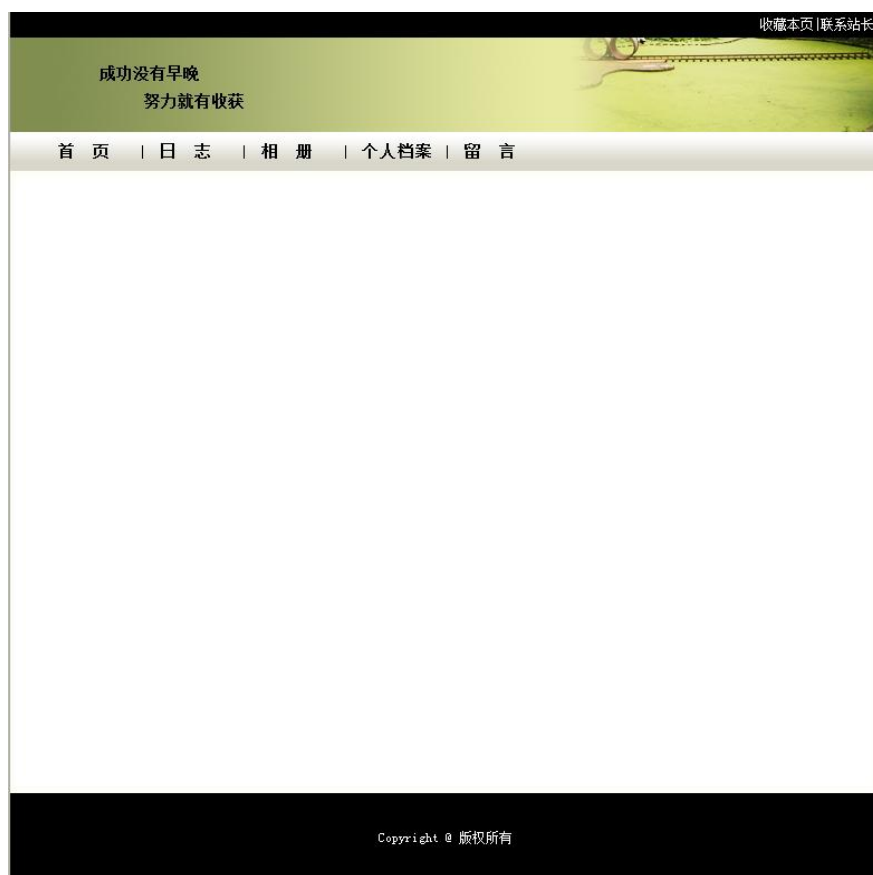 收藏本页|联系站长
成功没有早晚
努力就有收获
首 页 | 日 志 | 相 册 | 个人档案 | 留 言
Copyright @ 版权所有